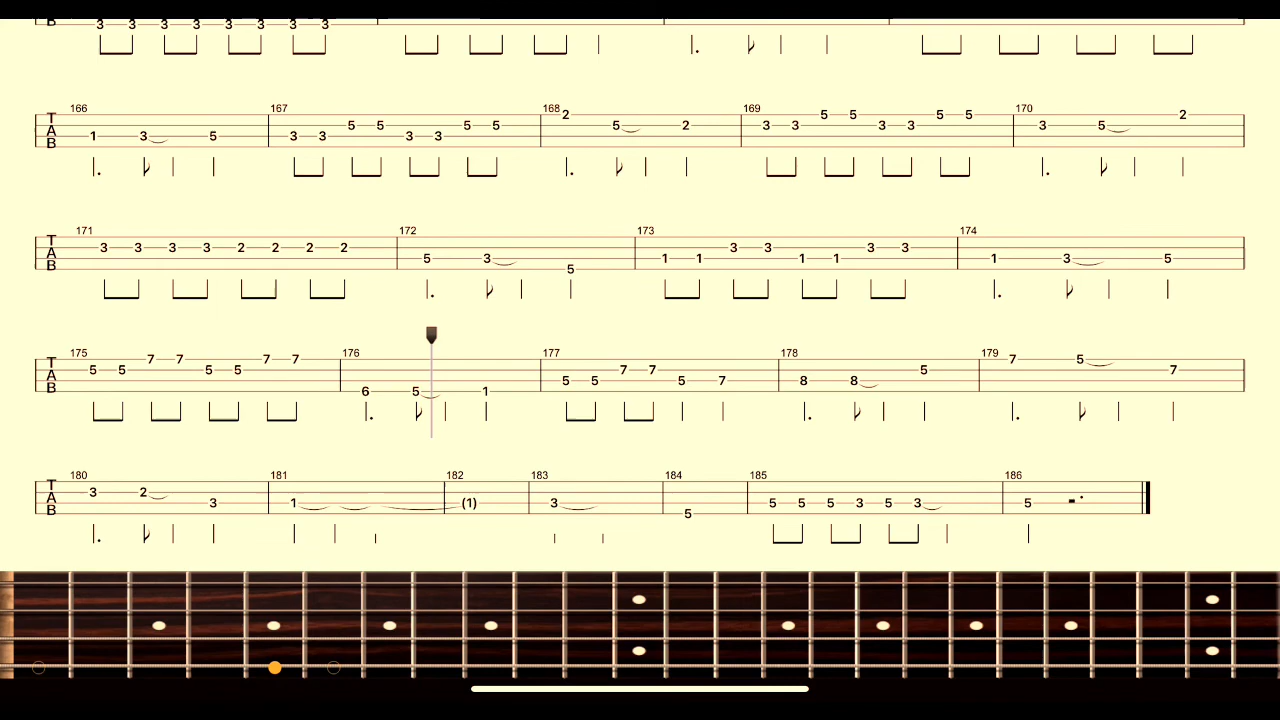 B 3 3 3 3 3 3 3 3
166 167 168 169 170
T 2 5 5 5 5 2
A 5 5 5 5 5 2 3 3 3 3 3 5
B 1 3 5 3 3 3 3
171 172 173 174
T
A 3 3 3 3 2 2 2 2 3 3 3 3
B 5 3 1 1 1 1 1 3 5
5
175 176 177 178 179
T 7 7 7 7 7 5
A 5 5 5 5 7 7 5 7
B 5 5 5 7 8 8
6 5 1
180 181 182 183 184 185 186
T
A 3 2
B 3 1 (1) 3 5 5 5 3 5 3 5
5